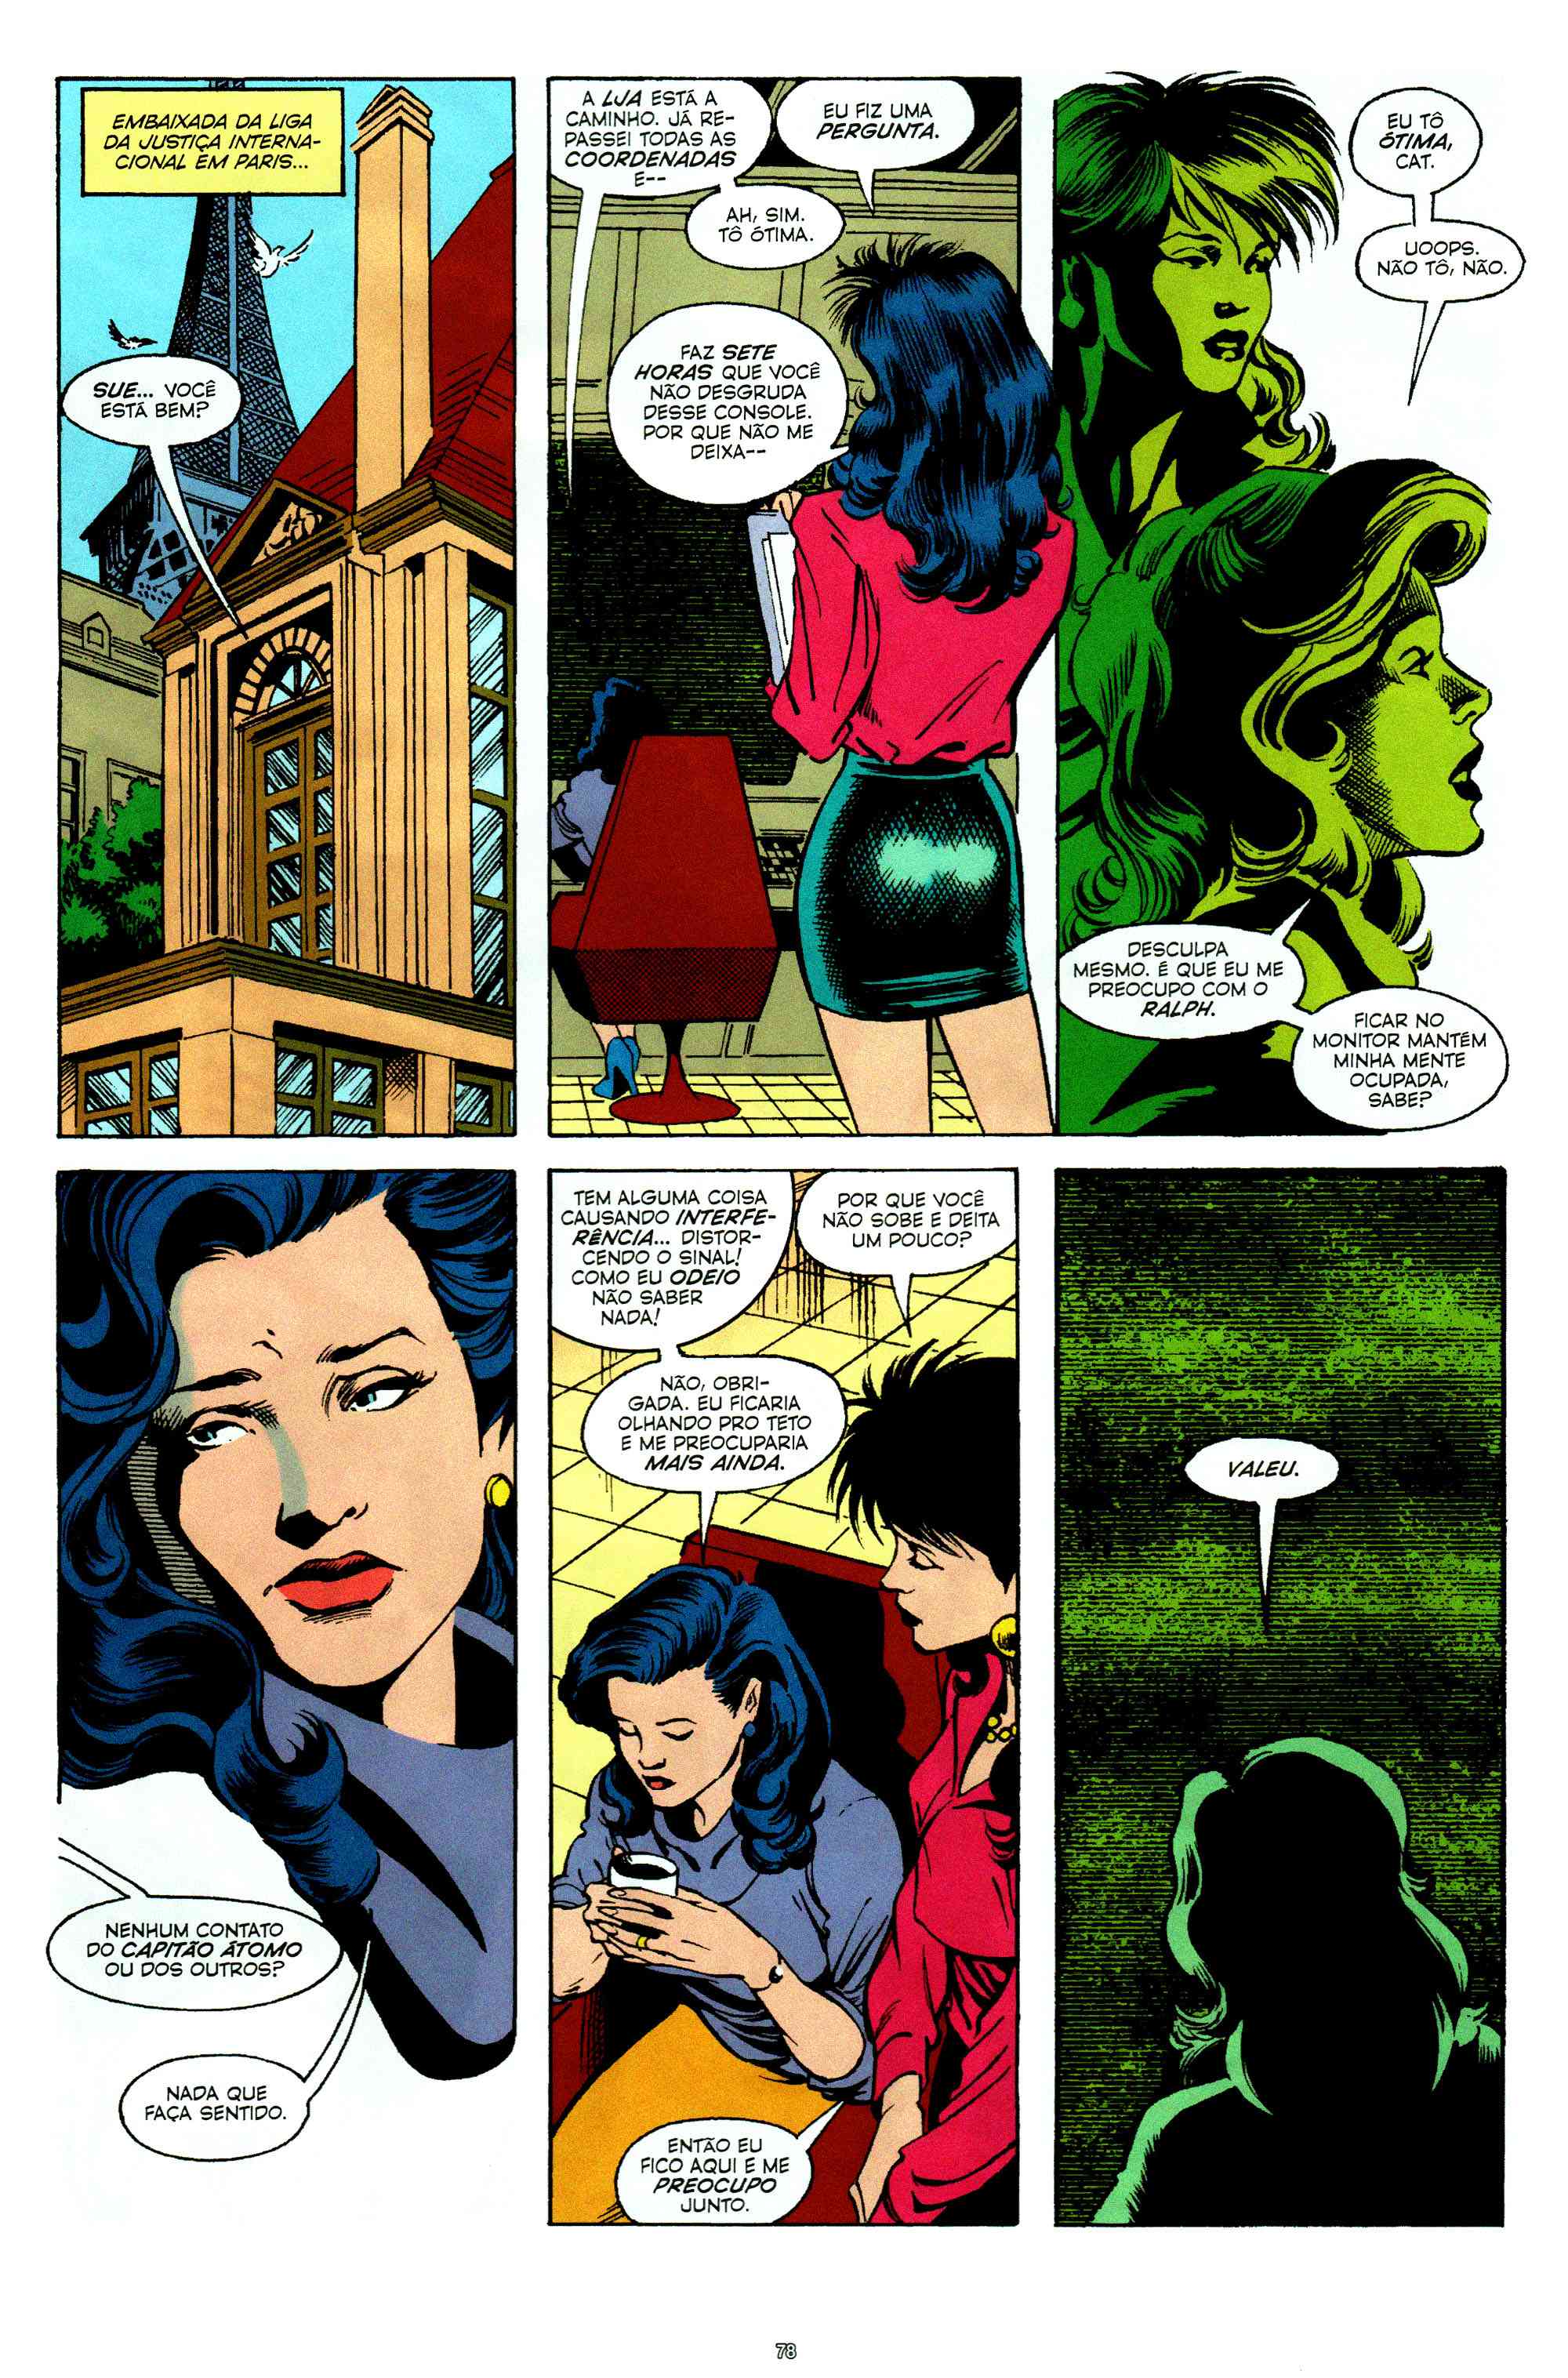 EMBAIXADA DA LIGA
DA JUSTIÇA INTERNA-
CIONAL EM PARIS...
SUE... VOCÊ
ESTÁ BEM?
A LJA ESTÁ A
CAMINHO. JÁ RE-
PASSEI TODAS AS
COORDENADAS
E--
EU FIZ UMA
PERGUNTA.
AH, SIM.
TÔ ÓTIMA.
FAZ SETE
HORAS QUE VOCÊ
NÃO DESGRUDA
DESSE CONSOLE.
POR QUE NÃO ME
DEIXA--
EU TÔ
ÓTIMA,
CAT.
UOOPS.
NÃO TÔ, NÃO.
DESCULPA
MESMO. É QUE EU ME
PREOCUPO COM O
RALPH.
FICAR NO
MONITOR MANTÉM
MINHA MENTE
OCUPADA,
SABE?
NENHUM CONTATO
DO CAPITÃO ÁTOMO
OU DOS OUTROS?
NADA QUE
FAÇA SENTIDO.
TEM ALGUMA COISA
CAUSANDO INTERFE-
RÊNCIA... DISTOR-
CENDO O SINAL!
COMO EU ODEIO
NÃO SABER
NADA!
POR QUE VOCÊ
NÃO SOBE E DEITA
UM POUCO?
NÃO, OBRI-
GADA. EU FICARIA
OLHANDO PRO TETO
E ME PREOCUPARIA
MAIS AINDA.
ENTÃO EU
FICO AQUI E ME
PREOCUPO
JUNTO.
VALEU.
78